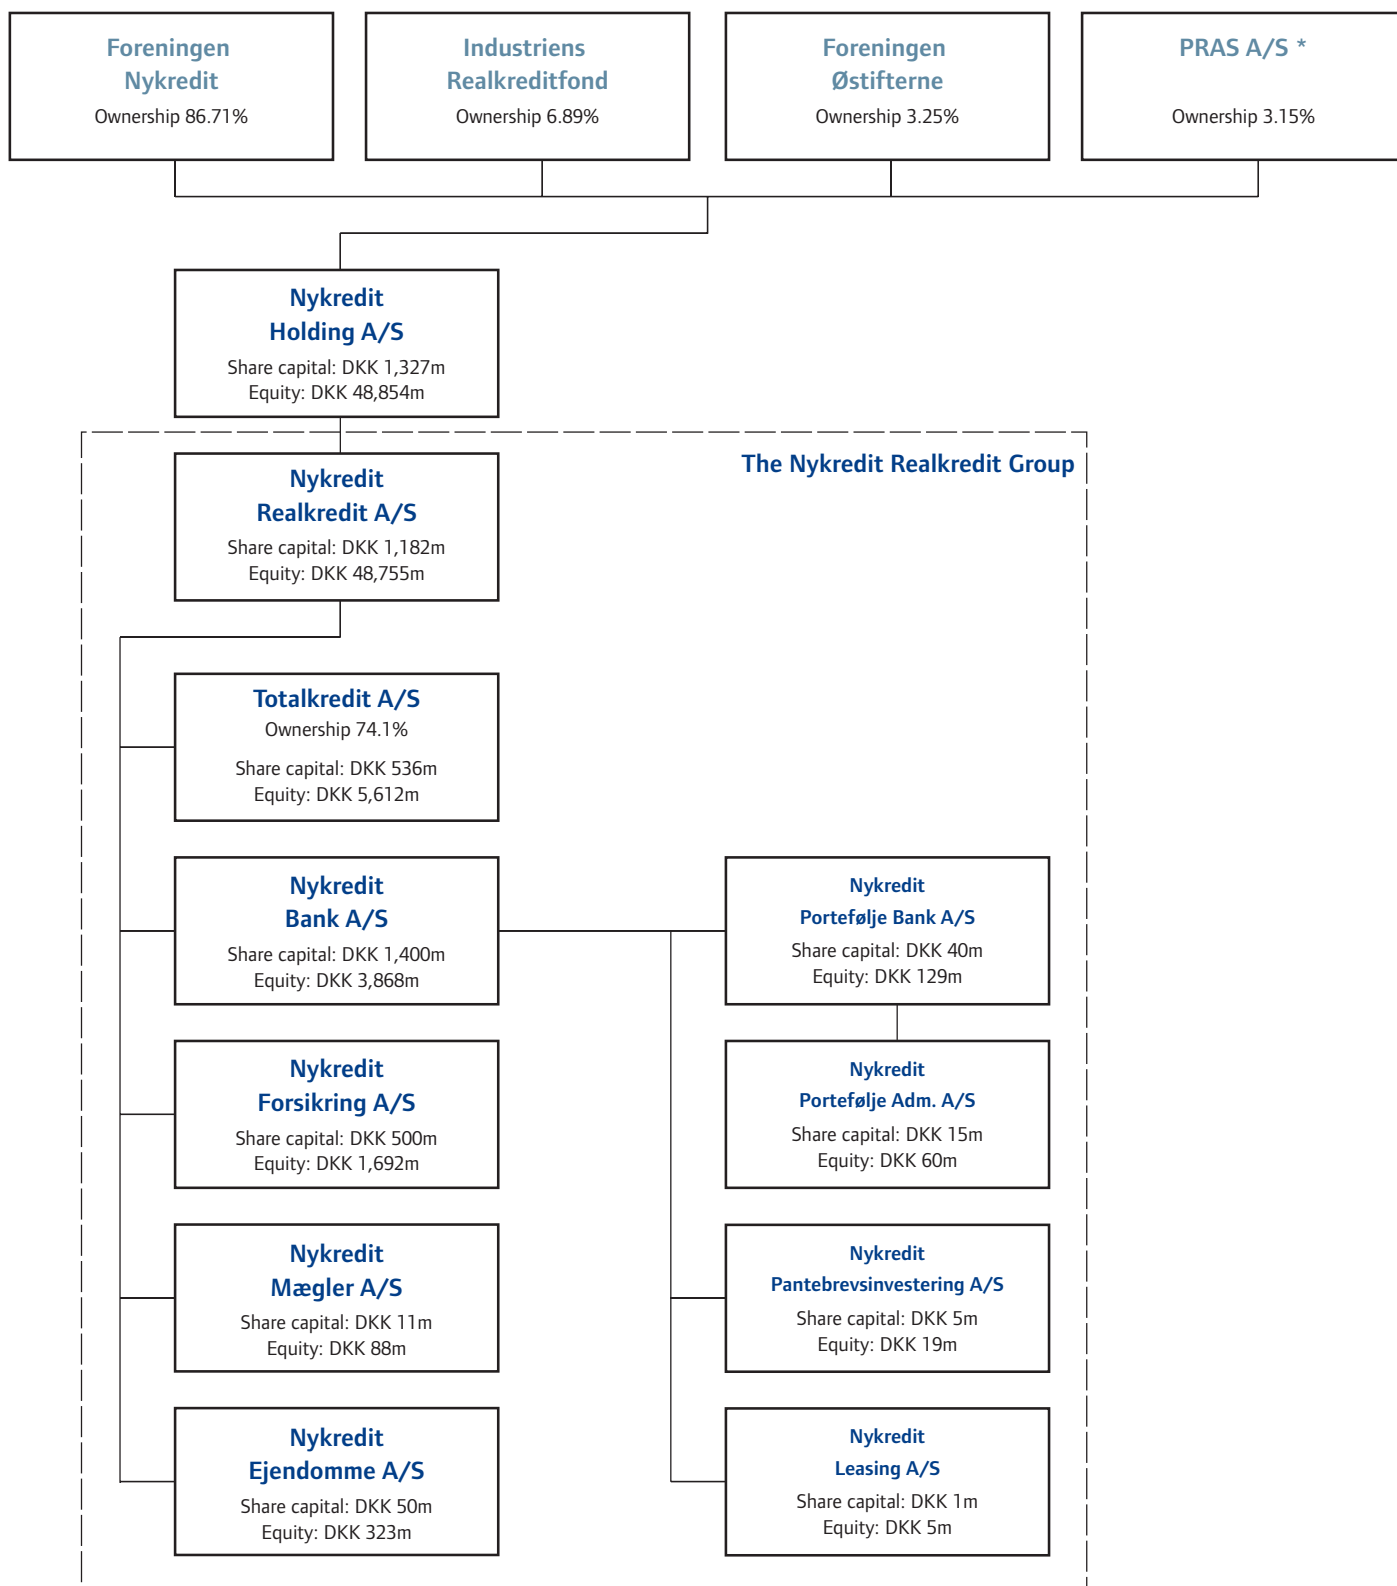 Foreningen
Nykredit
Ownership 86.71%
Industriens
Realkreditfond
Ownership 6.89%
Foreningen
Østifterne
Ownership 3.25%
PRAS A/S *
Ownership 3.15%
Nykredit
Holding A/S
Share capital: DKK 1,327m
Equity: DKK 48,854m
The Nykredit Realkredit Group
Nykredit
Realkredit A/S
Share capital: DKK 1,182m
Equity: DKK 48,755m
Totalkredit A/S
Ownership 74.1%
Share capital: DKK 536m
Equity: DKK 5,612m
Nykredit
Bank A/S
Share capital: DKK 1,400m
Equity: DKK 3,868m
Nykredit
Portefølje Bank A/S
Share capital: DKK 40m
Equity: DKK 129m
Nykredit
Forsikring A/S
Share capital: DKK 500m
Equity: DKK 1,692m
Nykredit
Portefølje Adm. A/S
Share capital: DKK 15m
Equity: DKK 60m
Nykredit
Mægler A/S
Share capital: DKK 11m
Equity: DKK 88m
Nykredit
Pantebrevsinvestering A/S
Share capital: DKK 5m
Equity: DKK 19m
Nykredit
Ejendomme A/S
Share capital: DKK 50m
Equity: DKK 323m
Nykredit
Leasing A/S
Share capital: DKK 1m
Equity: DKK 5m